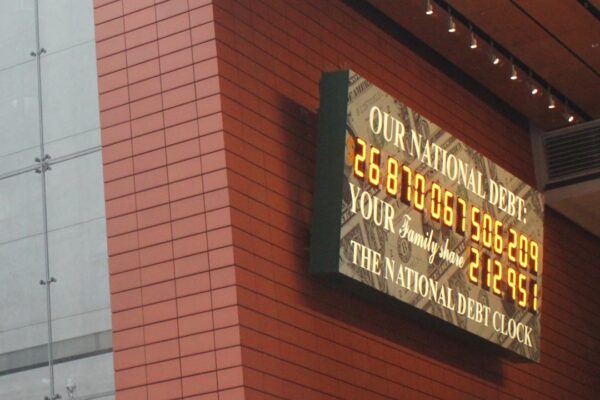 OUR NATIONAL DEBT:
26 870 067 506 209
YOUR Family share 212,951
THE NATIONAL DEBT CLOCK